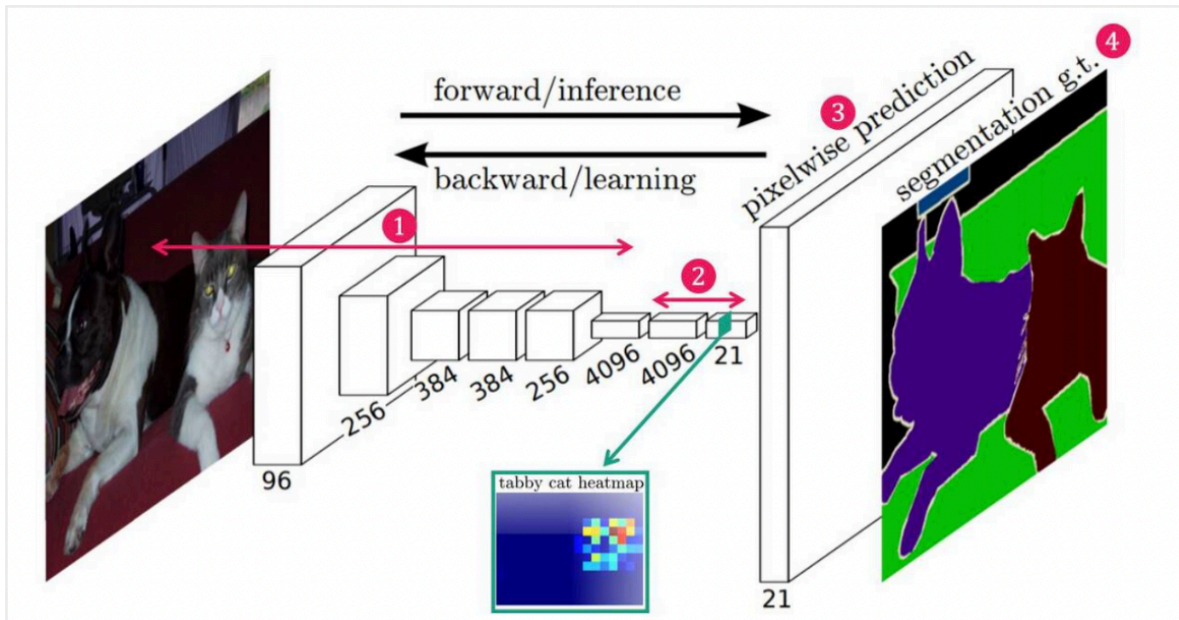 4
forward/inference
3
pixelwise prediction
segmentation g.t.
backward/learning
1
2
96
256
384
384
256
4096
4096
21
tabby cat heatmap
21